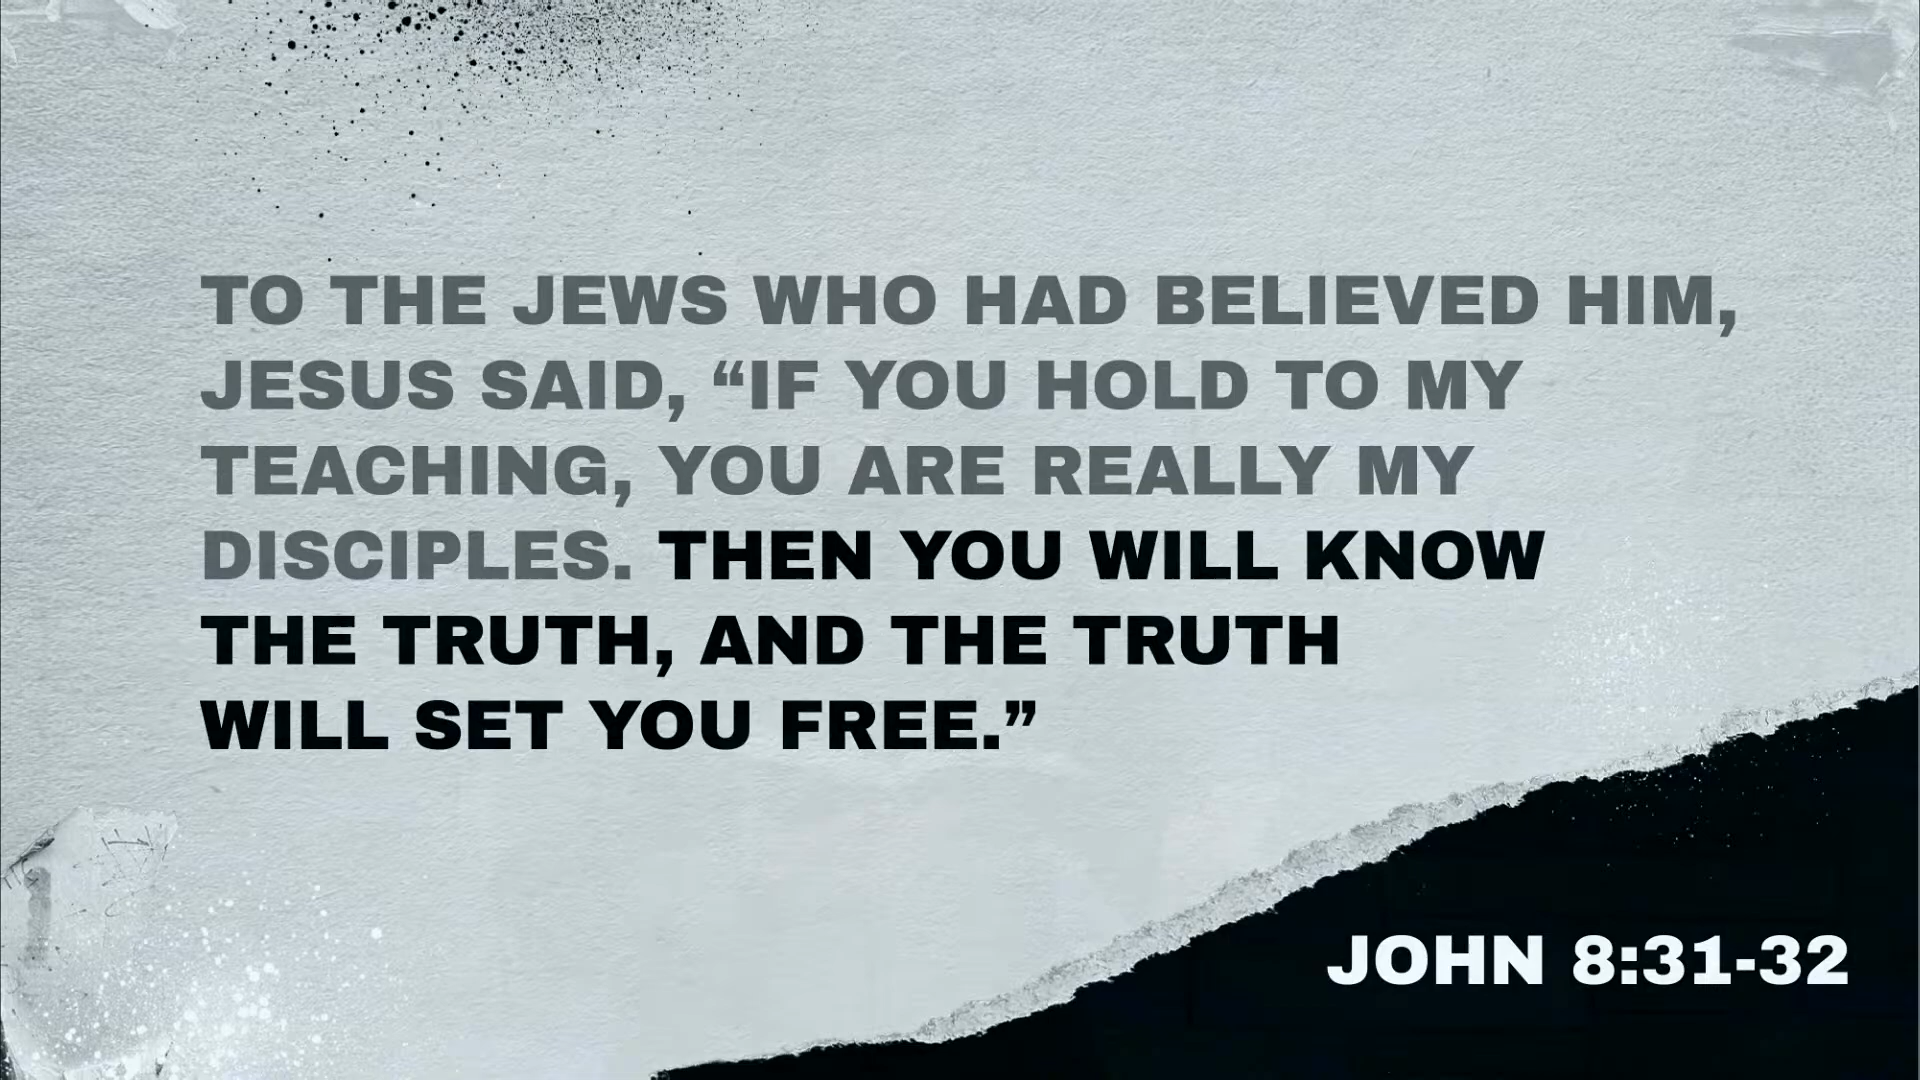 TO THE JEWS WHO HAD BELIEVED HIM,
JESUS SAID, “IF YOU HOLD TO MY
TEACHING, YOU ARE REALLY MY
DISCIPLES. THEN YOU WILL KNOW
THE TRUTH, AND THE TRUTH
WILL SET YOU FREE.”
JOHN 8:31-32